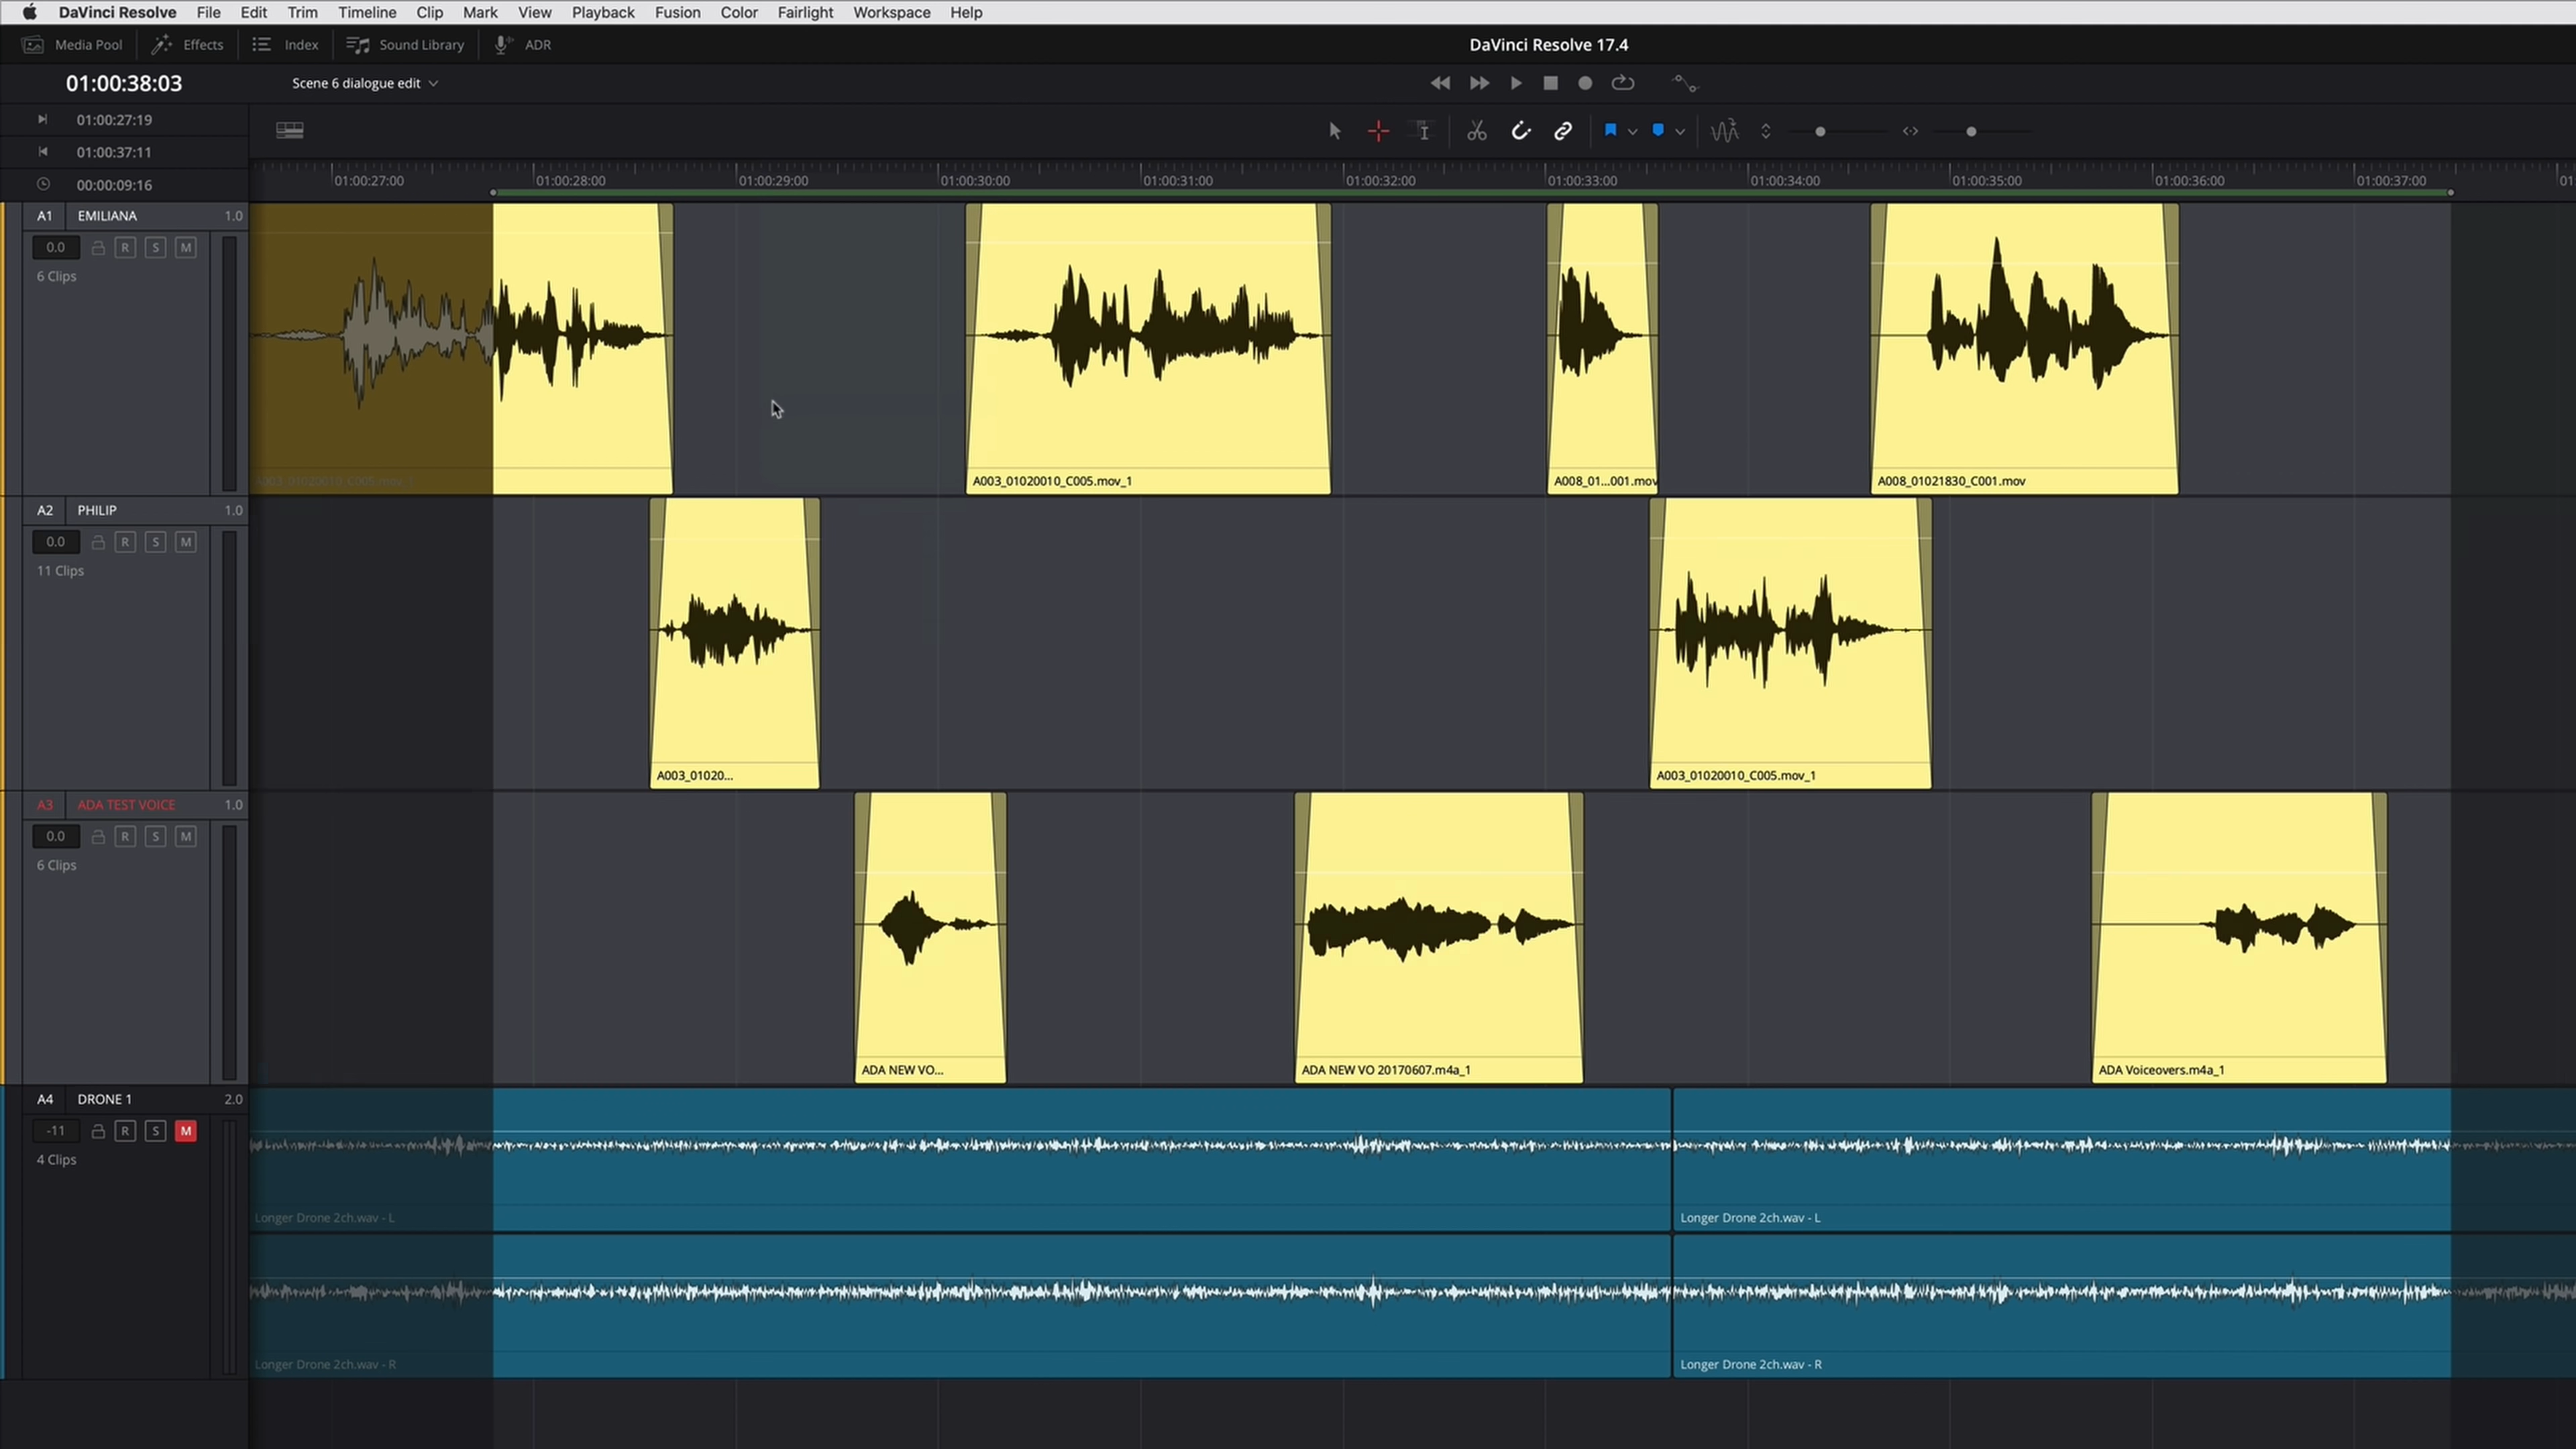 DaVinci Resolve File Edit Trim Timeline Clip Mark View Playback Fusion Color Fairlight Workspace Help
Media Pool Effects Index Sound Library ADR DaVinci Resolve 17.4
01:00:38:03 Scene 6 dialogue edit
01:00:27:19
01:00:37:11
00:00:09:16
01:00:27:00 01:00:28:00 01:00:29:00 01:00:30:00 01:00:31:00 01:00:32:00 01:00:33:00 01:00:34:00 01:00:35:00 01:00:36:00 01:00:37:00 01
A1 EMILIANA 1.0
0.0 R S M
6 Clips
A003_01020010_C005.mov_1 A003_01020010_C005.mov_1 A008_01...001.mov A008_01021830_C001.mov
A2 PHILIP 1.0
0.0 R S M
11 Clips
A003_01020... A003_01020010_C005.mov_1
A3 ADA TEST VOICE 1.0
0.0 R S M
6 Clips
ADA NEW VO... ADA NEW VO 20170607.m4a_1 ADA Voiceovers.m4a_1
A4 DRONE 1 2.0
-11 R S M
4 Clips
Longer Drone 2ch.wav - L Longer Drone 2ch.wav - L
Longer Drone 2ch.wav - R Longer Drone 2ch.wav - R